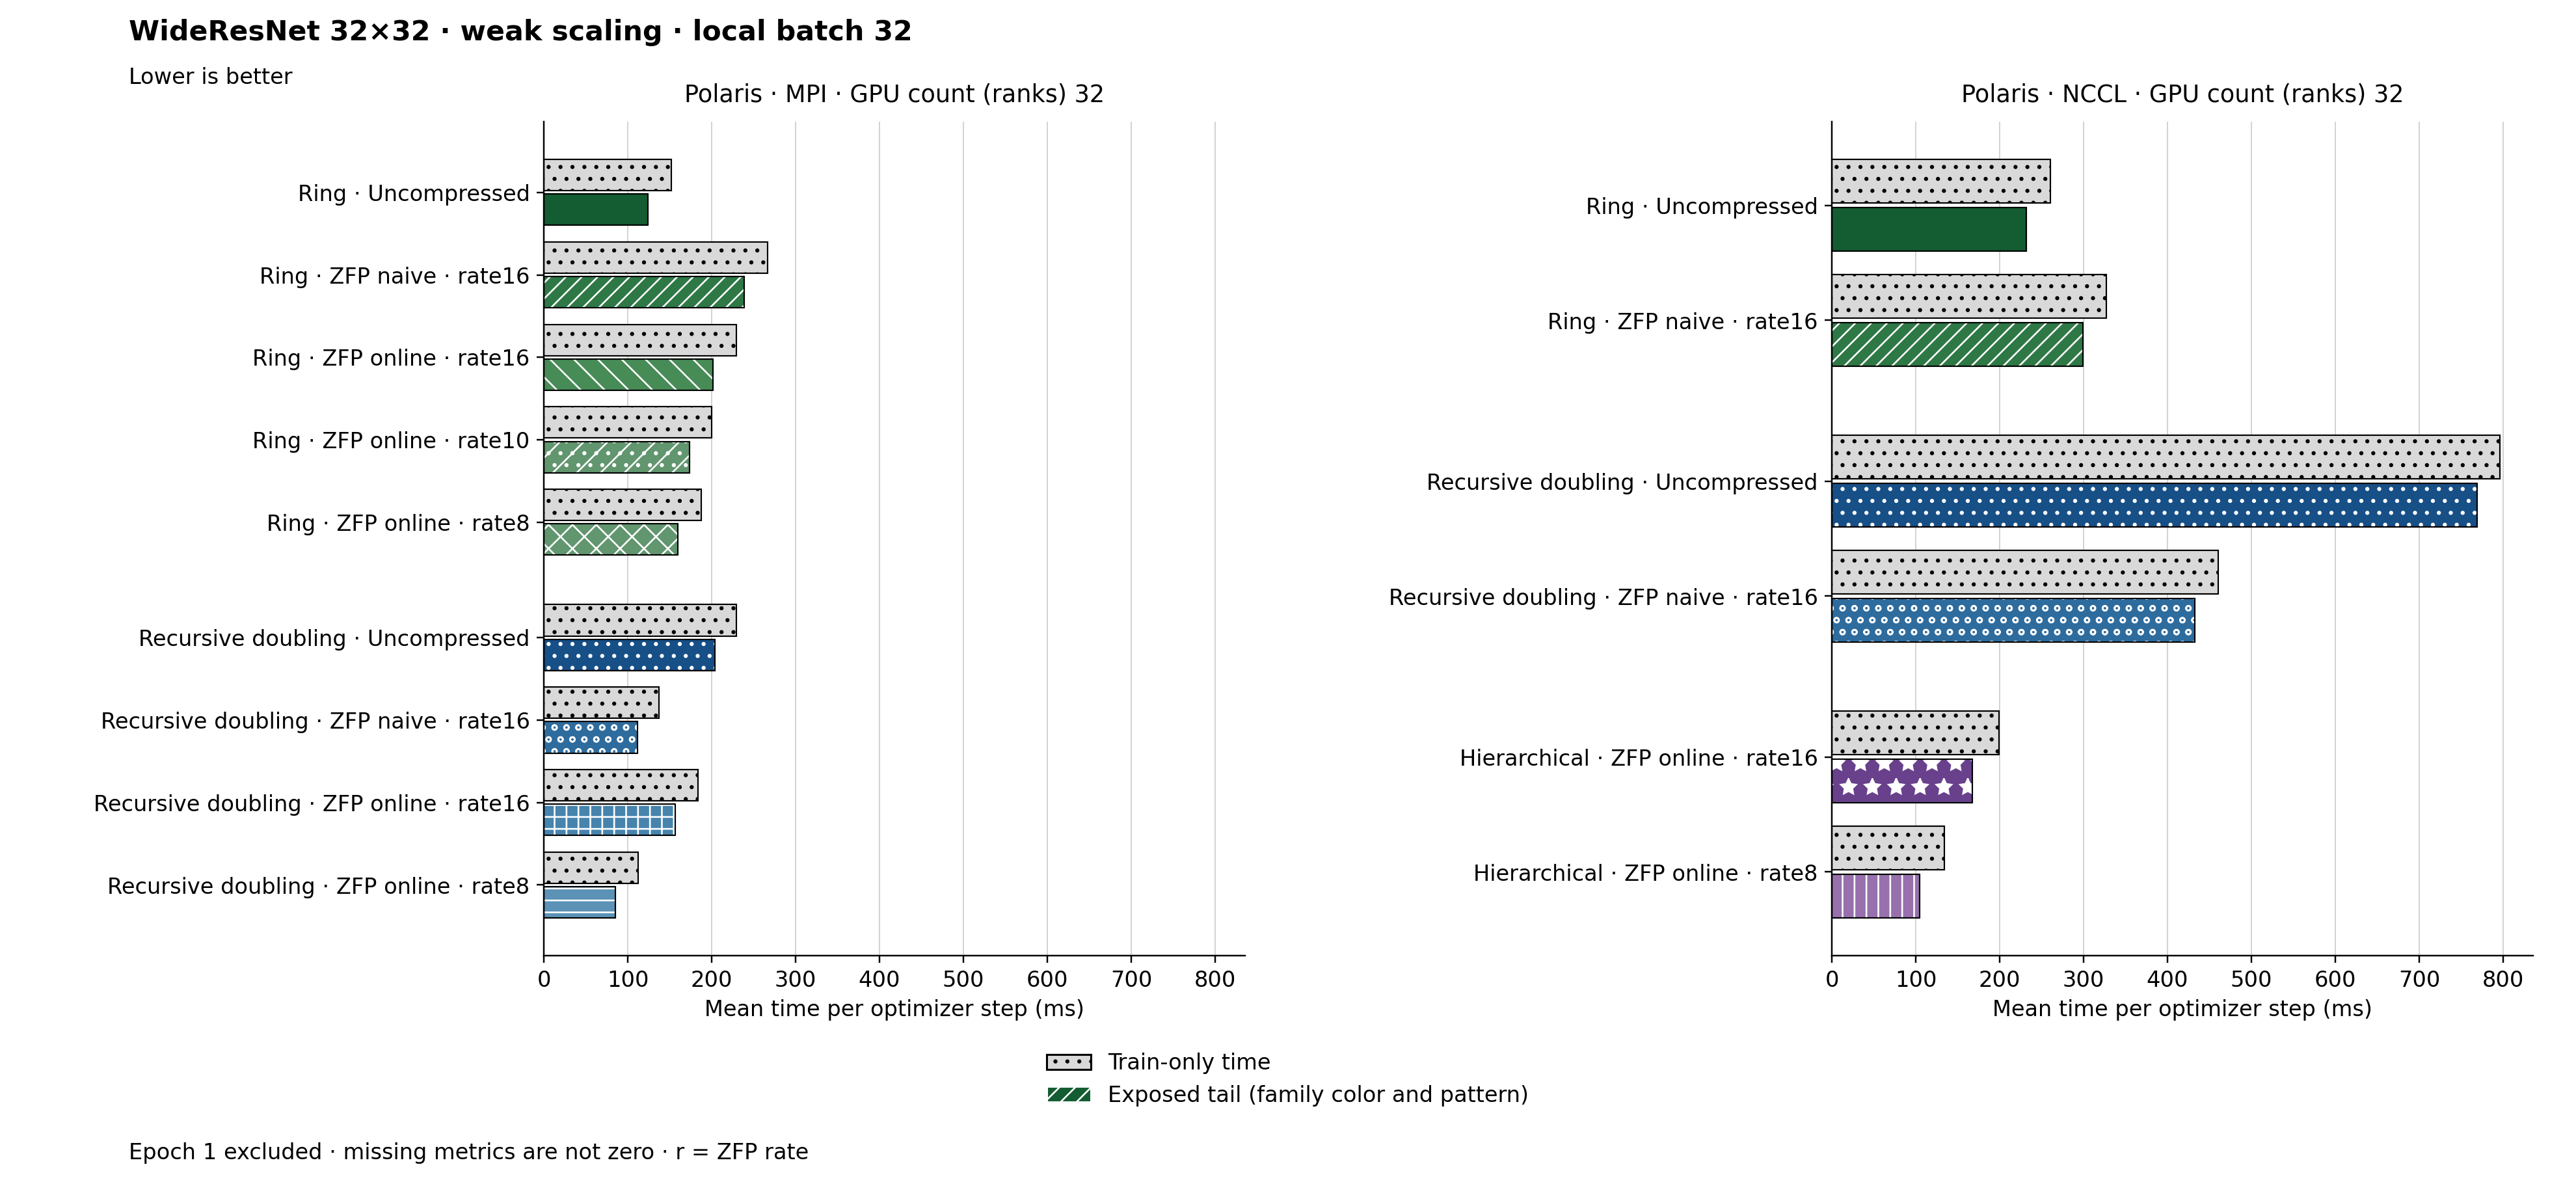 WideResNet 32×32 · weak scaling · local batch 32
Lower is better
Polaris · MPI · GPU count (ranks) 32
Ring · Uncompressed
Ring · ZFP naive · rate16
Ring · ZFP online · rate16
Ring · ZFP online · rate10
Ring · ZFP online · rate8
Recursive doubling · Uncompressed
Recursive doubling · ZFP naive · rate16
Recursive doubling · ZFP online · rate16
Recursive doubling · ZFP online · rate8
0 100 200 300 400 500 600 700 800
Mean time per optimizer step (ms)
Polaris · NCCL · GPU count (ranks) 32
Ring · Uncompressed
Ring · ZFP naive · rate16
Recursive doubling · Uncompressed
Recursive doubling · ZFP naive · rate16
Hierarchical · ZFP online · rate16
Hierarchical · ZFP online · rate8
0 100 200 300 400 500 600 700 800
Mean time per optimizer step (ms)
Train-only time
Exposed tail (family color and pattern)
Epoch 1 excluded · missing metrics are not zero · r = ZFP rate